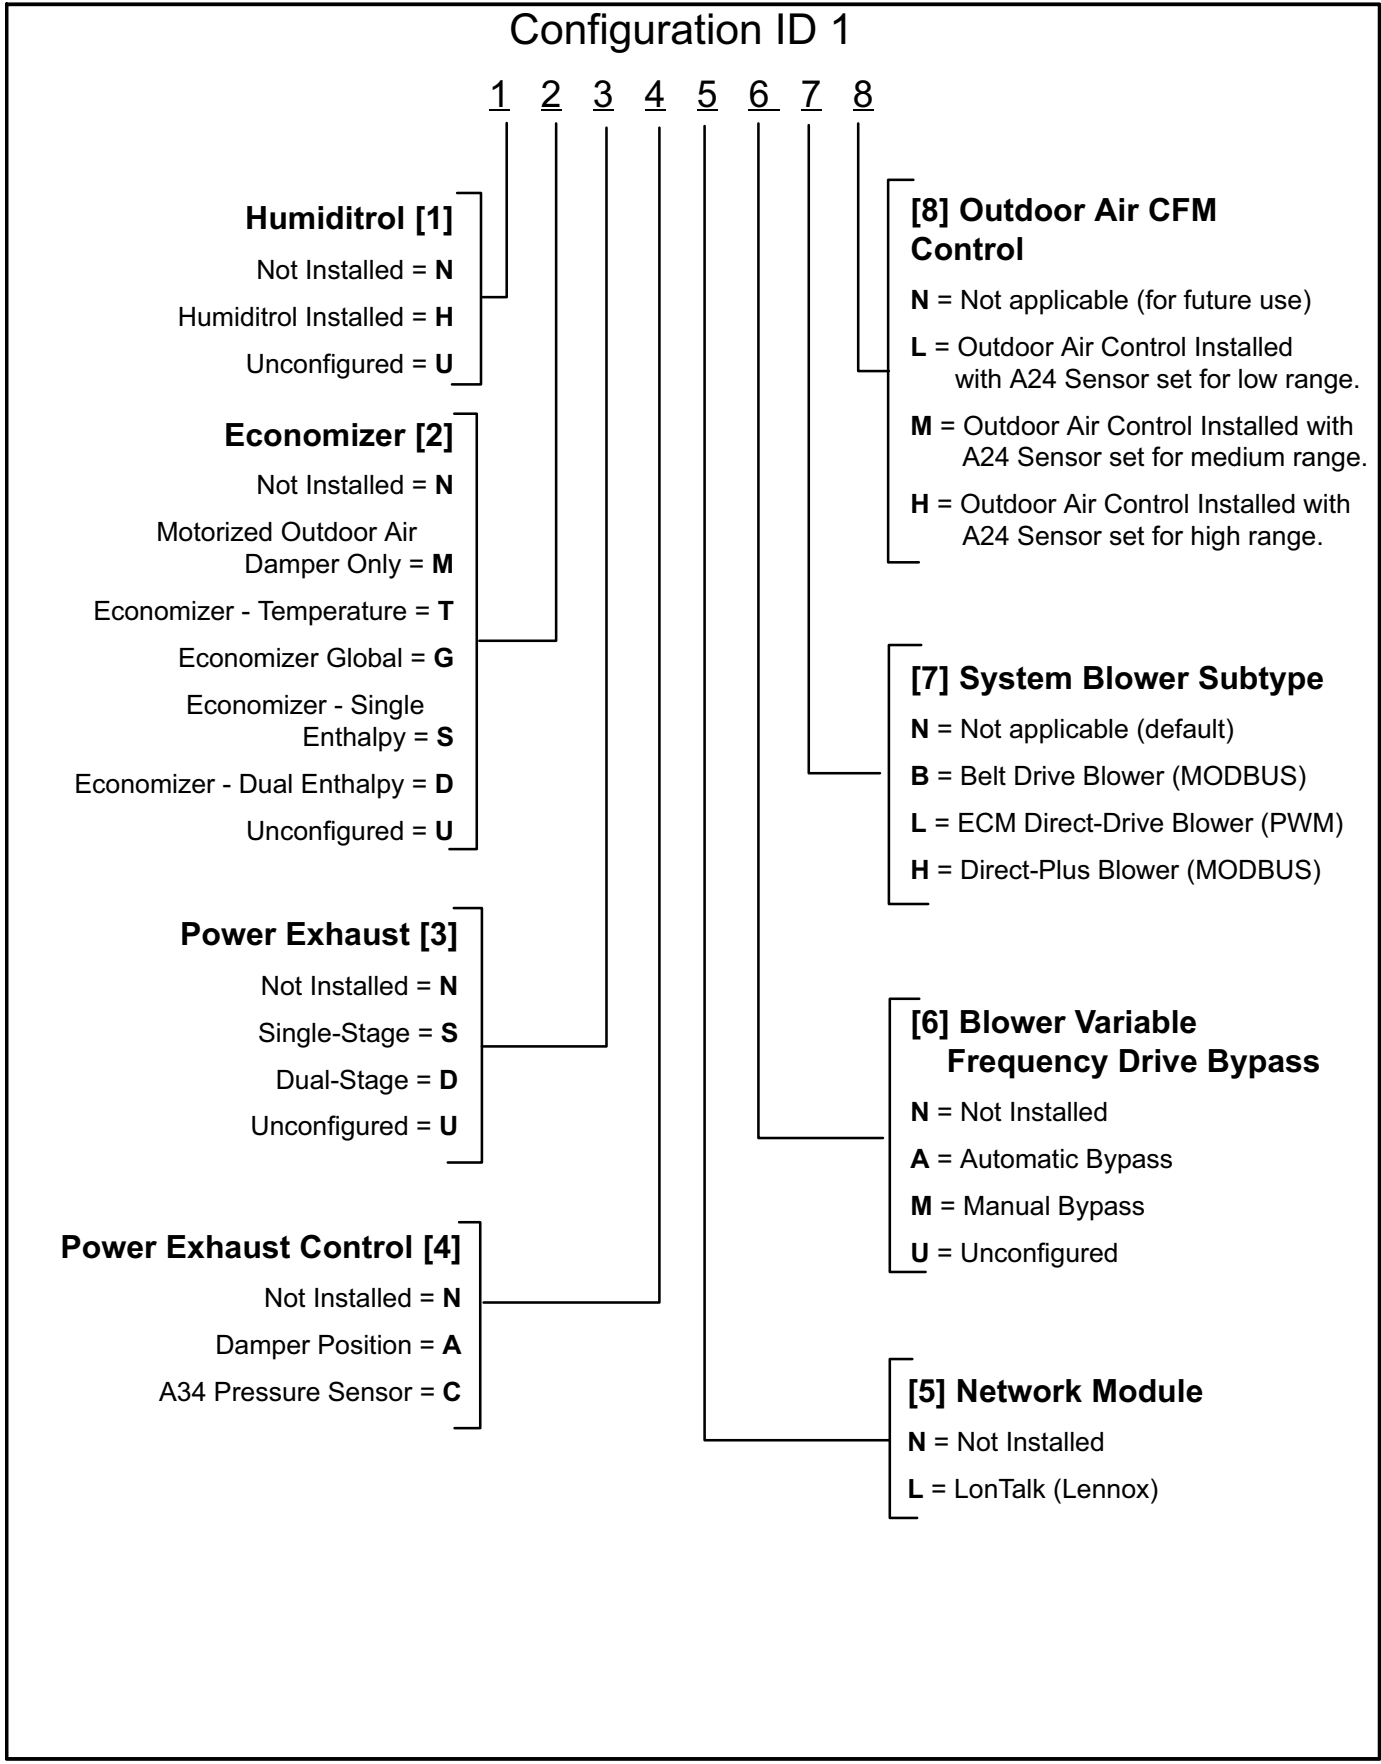 Configuration ID 1
1 2 3 4 5 6 7 8
Humiditrol [1]
Not Installed = N
Humiditrol Installed = H
Unconfigured = U
Economizer [2]
Not Installed = N
Motorized Outdoor Air
Damper Only = M
Economizer - Temperature = T
Economizer Global = G
Economizer - Single
Enthalpy = S
Economizer - Dual Enthalpy = D
Unconfigured = U
Power Exhaust [3]
Not Installed = N
Single-Stage = S
Dual-Stage = D
Unconfigured = U
Power Exhaust Control [4]
Not Installed = N
Damper Position = A
A34 Pressure Sensor = C
[8] Outdoor Air CFM
Control
N = Not applicable (for future use)
L = Outdoor Air Control Installed
with A24 Sensor set for low range.
M = Outdoor Air Control Installed with
A24 Sensor set for medium range.
H = Outdoor Air Control Installed with
A24 Sensor set for high range.
[7] System Blower Subtype
N = Not applicable (default)
B = Belt Drive Blower (MODBUS)
L = ECM Direct-Drive Blower (PWM)
H = Direct-Plus Blower (MODBUS)
[6] Blower Variable
Frequency Drive Bypass
N = Not Installed
A = Automatic Bypass
M = Manual Bypass
U = Unconfigured
[5] Network Module
N = Not Installed
L = LonTalk (Lennox)